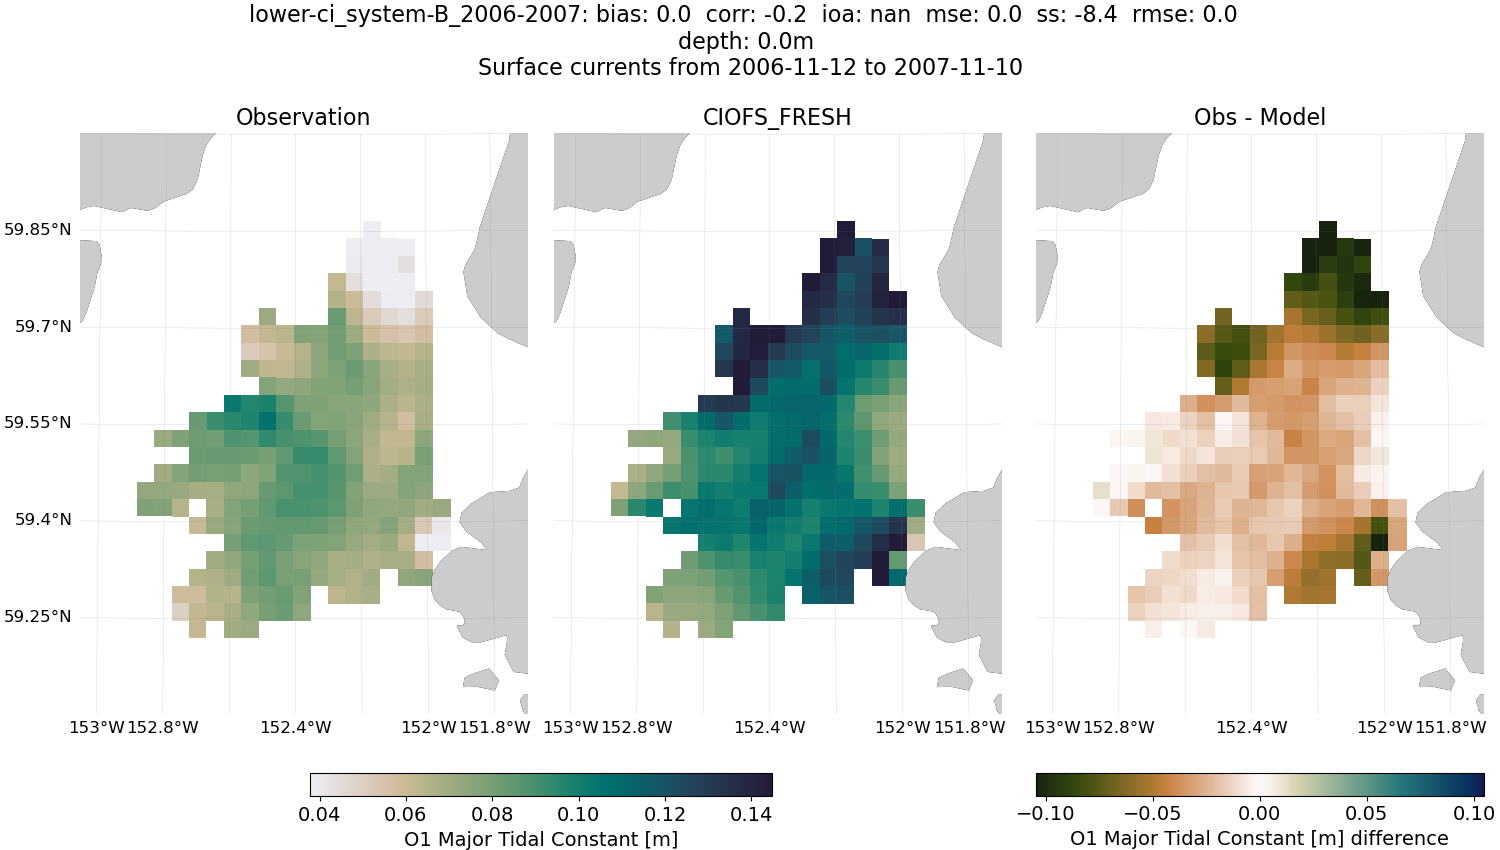 lower-ci_system-B_2006-2007: bias: 0.0  corr: -0.2  ioa: nan  mse: 0.0  ss: -8.4  rmse: 0.0
depth: 0.0m
Surface currents from 2006-11-12 to 2007-11-10
Observation
CIOFS_FRESH
Obs - Model
59.85°N
59.7°N
59.55°N
59.4°N
59.25°N
153°W 152.8°W 152.4°W 152°W 151.8°W
153°W 152.8°W 152.4°W 152°W 151.8°W
153°W 152.8°W 152.4°W 152°W 151.8°W
0.04 0.06 0.08 0.10 0.12 0.14
O1 Major Tidal Constant [m]
−0.10 −0.05 0.00 0.05 0.10
O1 Major Tidal Constant [m] difference